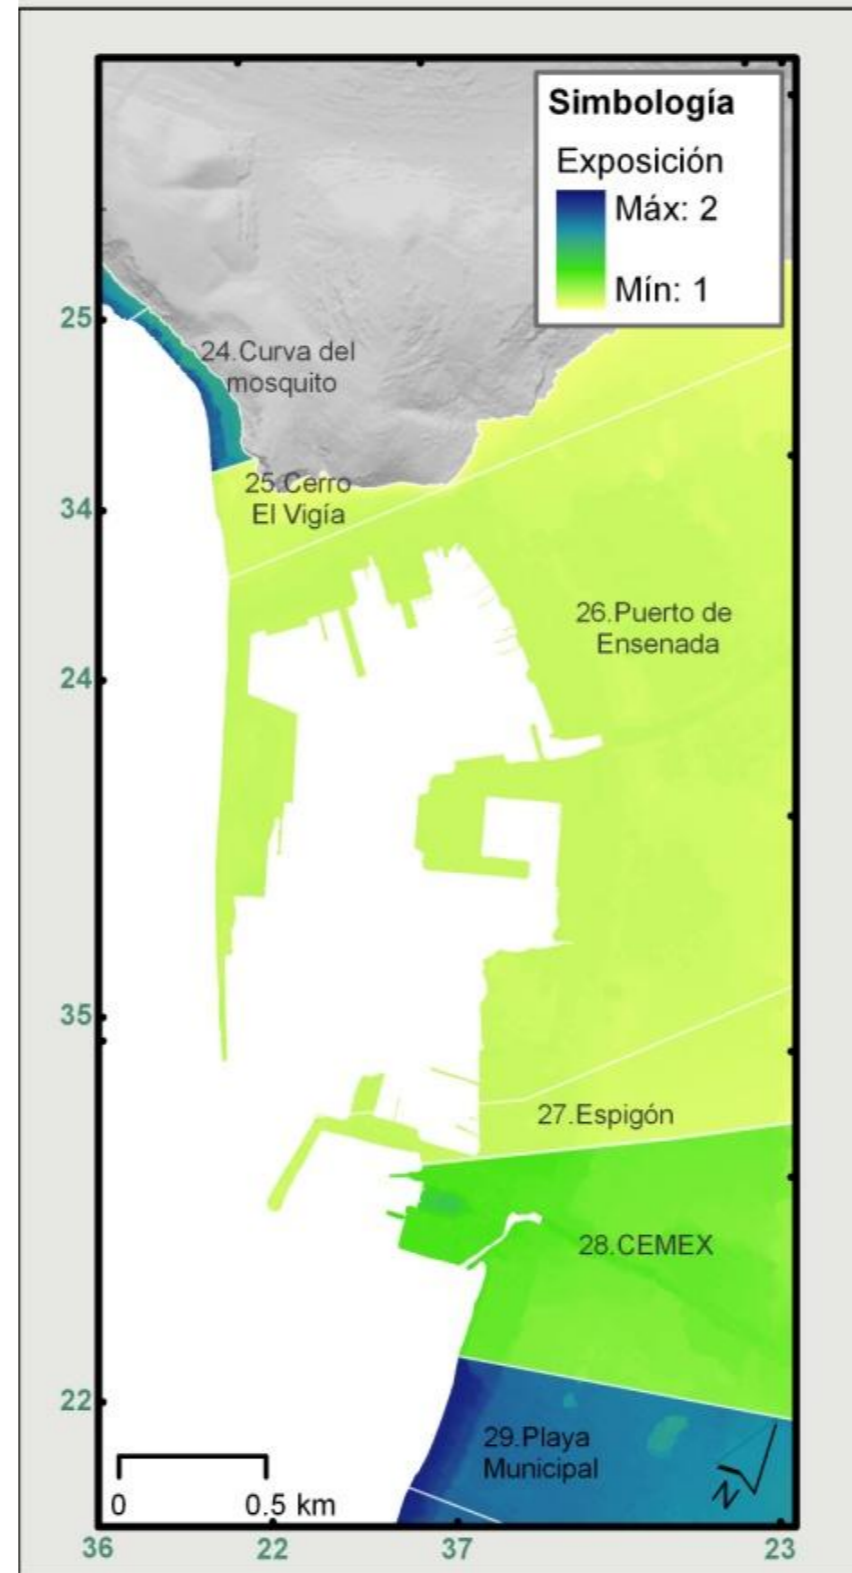 Simbología
Exposición
Máx: 2
Mín: 1
25
24.Curva del
mosquito
25.Cerro
El Vigía
34
26.Puerto de
Ensenada
24
35
27.Espigón
28.CEMEX
22
29.Playa
Municipal
N
0 0.5 km
36 22 37 23